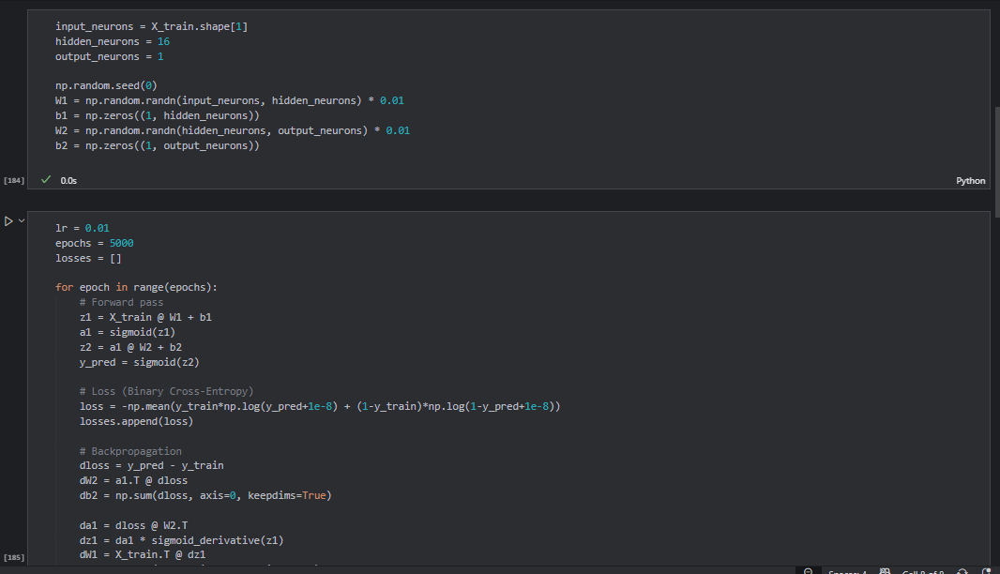 input_neurons = X_train.shape[1]
hidden_neurons = 16
output_neurons = 1
np.random.seed(0)
W1 = np.random.randn(input_neurons, hidden_neurons) * 0.01
b1 = np.zeros((1, hidden_neurons))
W2 = np.random.randn(hidden_neurons, output_neurons) * 0.01
b2 = np.zeros((1, output_neurons))
[184] 0.0s Python
lr = 0.01
epochs = 5000
losses = []
for epoch in range(epochs):
# Forward pass
z1 = X_train @ W1 + b1
a1 = sigmoid(z1)
z2 = a1 @ W2 + b2
y_pred = sigmoid(z2)
# Loss (Binary Cross-Entropy)
loss = -np.mean(y_train*np.log(y_pred+1e-8) + (1-y_train)*np.log(1-y_pred+1e-8))
losses.append(loss)
# Backpropagation
dloss = y_pred - y_train
dW2 = a1.T @ dloss
db2 = np.sum(dloss, axis=0, keepdims=True)
da1 = dloss @ W2.T
dz1 = da1 * sigmoid_derivative(z1)
dW1 = X_train.T @ dz1
[185]
Spaces: 4 Cell 8 of 8